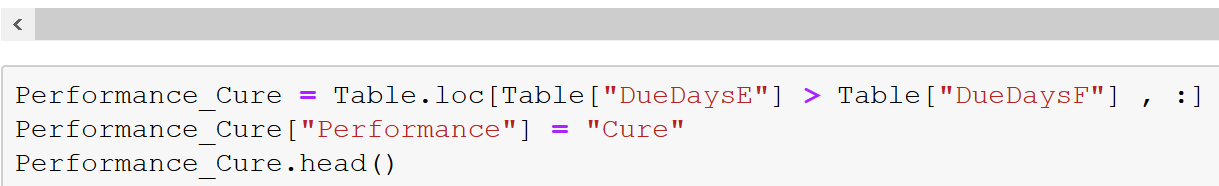 Performance_Cure = Table.loc[Table["DueDaysE"] > Table["DueDaysF"] , :]
Performance_Cure["Performance"] = "Cure"
Performance_Cure.head()